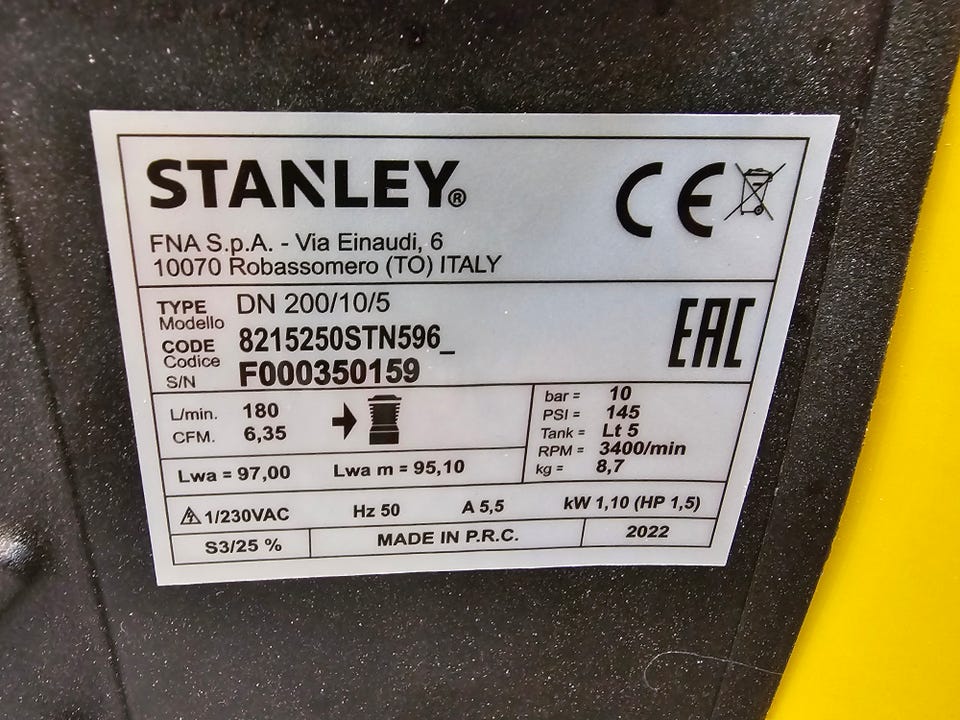 STANLEY®
CE
FNA S.p.A. - Via Einaudi, 6
10070 Robassomero (TO) ITALY
TYPE DN 200/10/5
Modello
CODE 8215250STN596_
Codice
S/N F000350159
EAC
L/min. 180
CFM. 6,35
bar = 10
PSI = 145
Tank = Lt 5
RPM = 3400/min
kg = 8,7
Lwa = 97,00 Lwa m = 95,10
1/230VAC Hz 50 A 5,5 kW 1,10 (HP 1,5)
S3/25 % MADE IN P.R.C. 2022